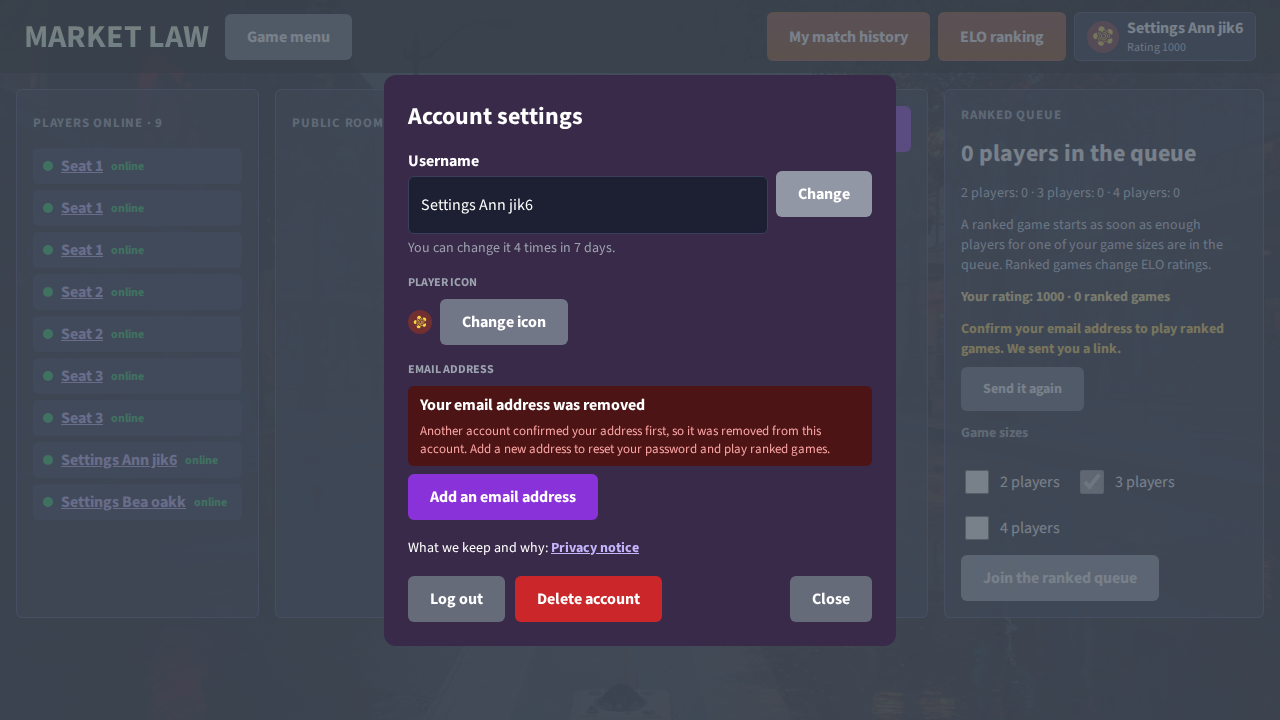 MARKET LAW
Game menu
My match history
ELO ranking
Settings Ann jik6
Rating 1000
PLAYERS ONLINE · 9
Seat 1 online
Seat 1 online
Seat 1 online
Seat 2 online
Seat 2 online
Seat 3 online
Seat 3 online
Settings Ann jik6 online
Settings Bea oakk online
PUBLIC ROOM
Account settings
Username
Settings Ann jik6
Change
You can change it 4 times in 7 days.
PLAYER ICON
Change icon
EMAIL ADDRESS
Your email address was removed
Another account confirmed your address first, so it was removed from this
account. Add a new address to reset your password and play ranked games.
Add an email address
What we keep and why: Privacy notice
Log out
Delete account
Close
RANKED QUEUE
0 players in the queue
2 players: 0 · 3 players: 0 · 4 players: 0
A ranked game starts as soon as enough
players for one of your game sizes are in the
queue. Ranked games change ELO ratings.
Your rating: 1000 · 0 ranked games
Confirm your email address to play ranked
games. We sent you a link.
Send it again
Game sizes
2 players
3 players
4 players
Join the ranked queue